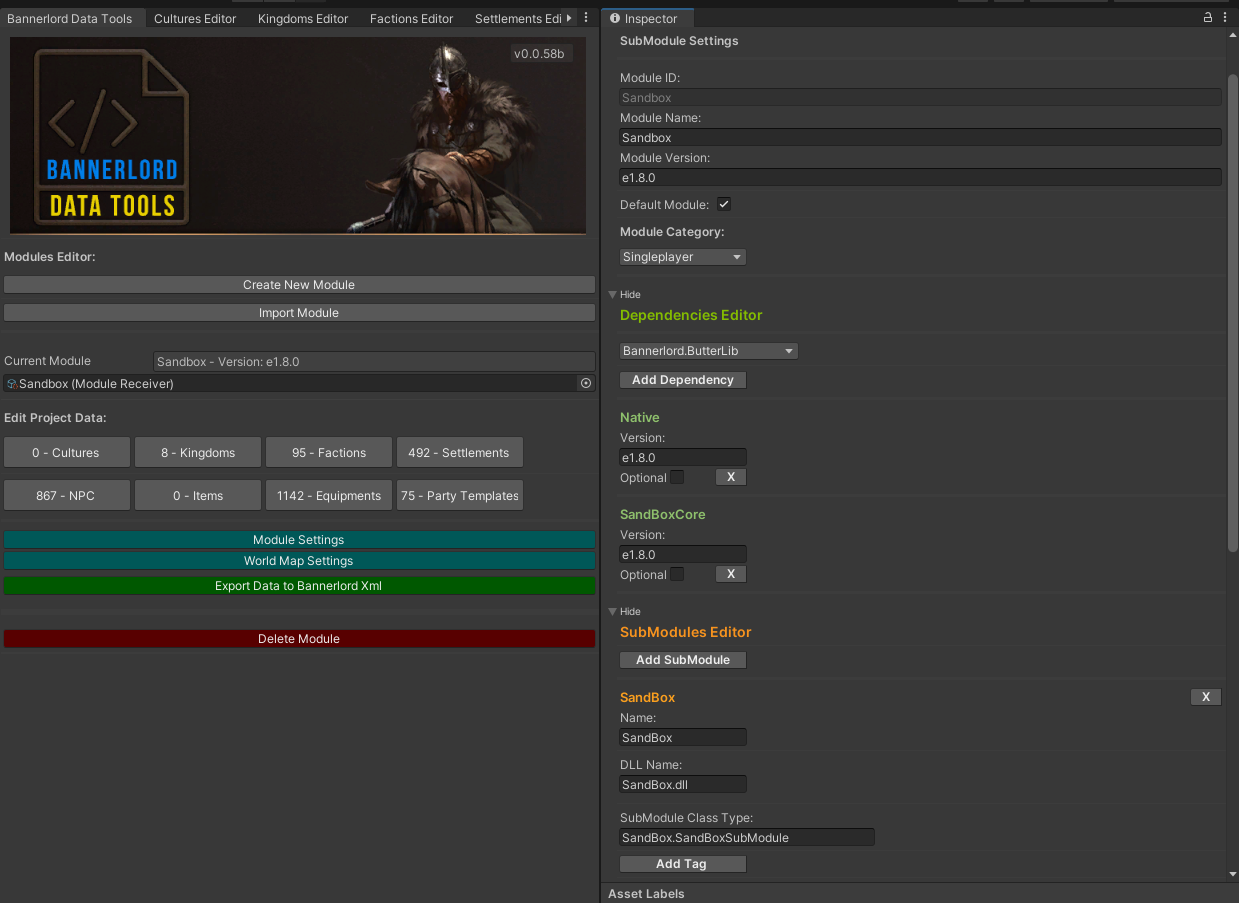 Bannerlord Data Tools
Cultures Editor
Kingdoms Editor
Factions Editor
Settlements Edi
v0.0.58b
</>
BANNERLORD
DATA TOOLS
Modules Editor:
Create New Module
Import Module
Current Module
Sandbox - Version: e1.8.0
Sandbox (Module Receiver)
Edit Project Data:
0 - Cultures
8 - Kingdoms
95 - Factions
492 - Settlements
867 - NPC
0 - Items
1142 - Equipments
75 - Party Templates
Module Settings
World Map Settings
Export Data to Bannerlord Xml
Delete Module
Inspector
SubModule Settings
Module ID:
Sandbox
Module Name:
Sandbox
Module Version:
e1.8.0
Default Module:
Module Category:
Singleplayer
Hide
Dependencies Editor
Bannerlord.ButterLib
Add Dependency
Native
Version:
e1.8.0
Optional
X
SandBoxCore
Version:
e1.8.0
Optional
X
Hide
SubModules Editor
Add SubModule
SandBox
X
Name:
SandBox
DLL Name:
SandBox.dll
SubModule Class Type:
SandBox.SandBoxSubModule
Add Tag
Asset Labels